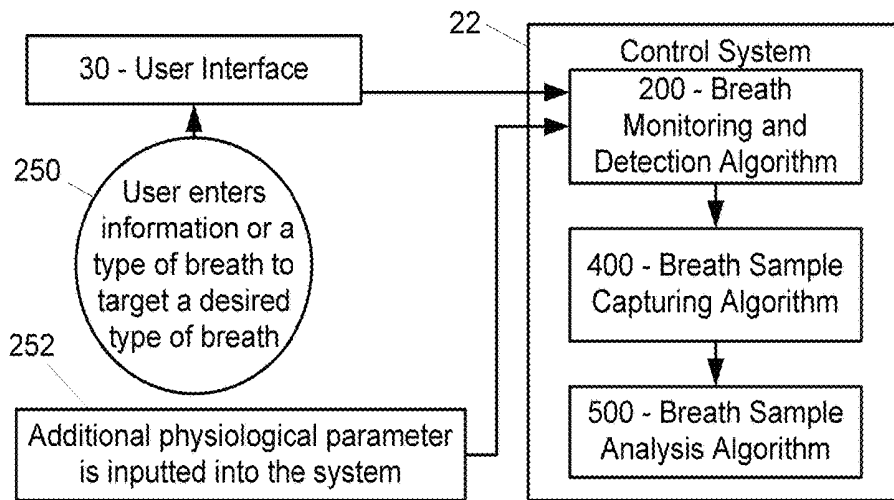 22
Control System
30 - User Interface
200 - Breath
Monitoring and
Detection Algorithm
250
User enters
information or a
type of breath to
target a desired
type of breath
400 - Breath Sample
Capturing Algorithm
252
Additional physiological parameter
is inputted into the system
500 - Breath Sample
Analysis Algorithm